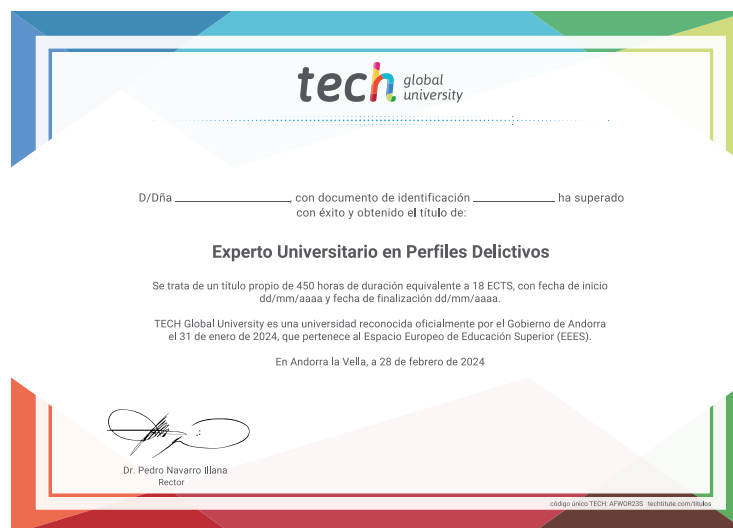 tech global university
D/Dña ____________________, con documento de identificación ______________ ha superado
con éxito y obtenido el título de:
Experto Universitario en Perfiles Delictivos
Se trata de un título propio de 450 horas de duración equivalente a 18 ECTS, con fecha de inicio
dd/mm/aaaa y fecha de finalización dd/mm/aaaa.
TECH Global University es una universidad reconocida oficialmente por el Gobierno de Andorra
el 31 de enero de 2024, que pertenece al Espacio Europeo de Educación Superior (EEES).
En Andorra la Vella, a 28 de febrero de 2024
Dr. Pedro Navarro Illana
Rector
código único TECH: AFWOR23S techtitute.com/titulos